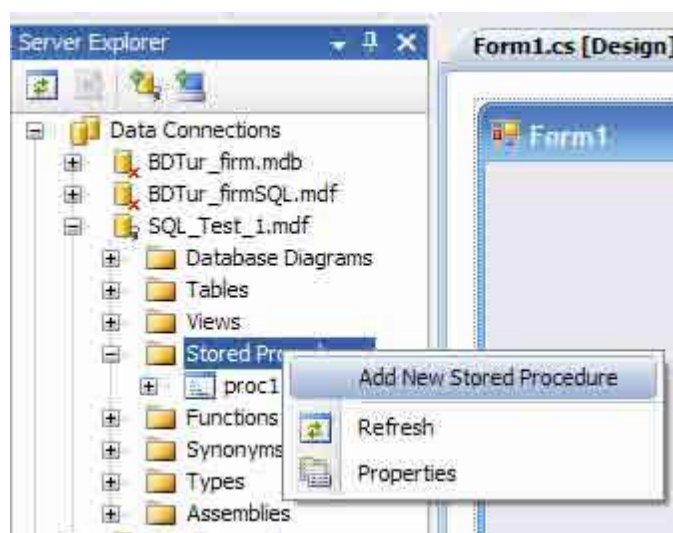 Server Explorer
Form1.cs [Design]
Form1
Data Connections
BDTur_firm.mdb
BDTur_firmSQL.mdf
SQL_Test_1.mdf
Database Diagrams
Tables
Views
Stored Pro
proc1
Add New Stored Procedure
Functions
Refresh
Synonyms
Properties
Types
Assemblies